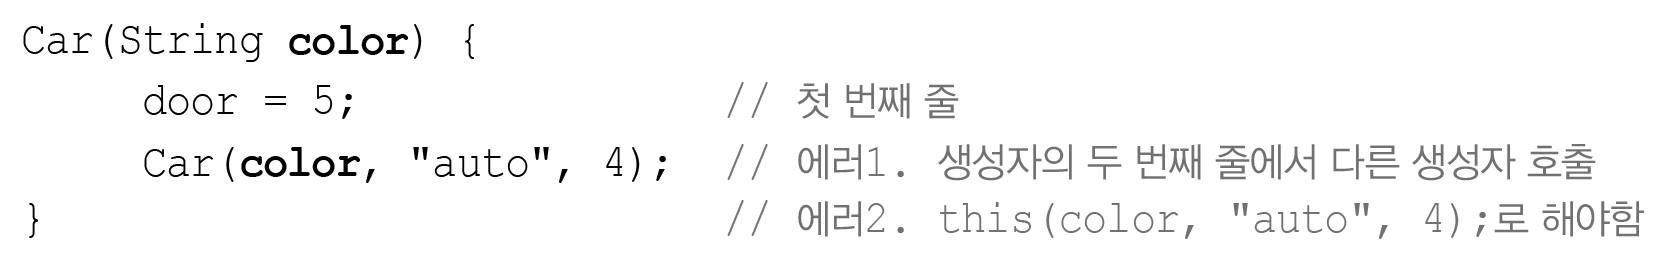 Car(String color) {
door = 5; // 첫 번째 줄
Car(color, "auto", 4); // 에러1. 생성자의 두 번째 줄에서 다른 생성자 호출
} // 에러2. this(color, "auto", 4);로 해야함